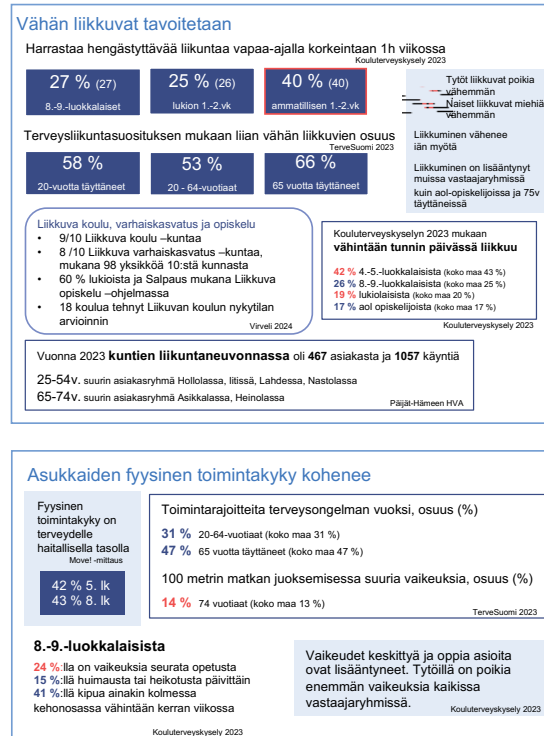 Vähän liikkuvat tavoitetaan
Harrastaa hengästyttävää liikuntaa vapaa-ajalla korkeintaan 1h viikossa
Kouluterveyskysely 2023
27 % (27)
8.-9.-luokkalaiset
25 % (26)
lukion 1.-2.vk
40 % (40)
ammatillisen 1.-2.vk
Tytöt liikkuvat poikia
vähemmän
Naiset liikkuvat miehiä
vähemmän
Liikkuminen vähenee
iän myötä
Liikkuminen on lisääntynyt
muissa vastaajaryhmissä
kuin aol-opiskelijoissa ja 75v
täyttäneissä
Terveysliikuntasuosituksen mukaan liian vähän liikkuvien osuus
TerveSuomi 2023
58 %
20-vuotta täyttäneet
53 %
20 - 64-vuotiaat
66 %
65 vuotta täyttäneet
Liikkuva koulu, varhaiskasvatus ja opiskelu
• 9/10 Liikkuva koulu –kuntaa
• 8 /10 Liikkuva varhaiskasvatus –kuntaa,
mukana 98 yksikköä 10:stä kunnasta
• 60 % lukioista ja Salpaus mukana Liikkuva
opiskelu –ohjelmassa
• 18 koulua tehnyt Liikuvan koulun nykytilan
arvioinnin
Virveli 2024
Kouluterveyskyselyn 2023 mukaan
vähintään tunnin päivässä liikkuu
42 % 4.-5.-luokkalaisista (koko maa 43 %)
26 % 8.-9.-luokkalaisista (koko maa 25 %)
19 % lukiolaisista (koko maa 20 %)
17 % aol opiskelijoista (koko maa 17 %)
Kouluterveyskysely 2023
Vuonna 2023 kuntien liikuntaneuvonnassa oli 467 asiakasta ja 1057 käyntiä
25-54v. suurin asiakasryhmä Hollolassa, Iitissä, Lahdessa, Nastolassa
65-74v. suurin asiakasryhmä Asikkalassa, Heinolassa
Päijät-Hämeen HVA
Asukkaiden fyysinen toimintakyky kohenee
Fyysinen
toimintakyky on
terveydelle
haitallisella tasolla
Move! -mittaus
42 % 5. lk
43 % 8. lk
Toimintarajoitteita terveysongelman vuoksi, osuus (%)
31 % 20-64-vuotiaat (koko maa 31 %)
47 % 65 vuotta täyttäneet (koko maa 47 %)
100 metrin matkan juoksemisessa suuria vaikeuksia, osuus (%)
14 % 74 vuotiaat (koko maa 13 %)
TerveSuomi 2023
8.-9.-luokkalaisista
24 %:lla on vaikeuksia seurata opetusta
15 %:llä huimausta tai heikotusta päivittäin
41 %:llä kipua ainakin kolmessa
kehonosassa vähintään kerran viikossa
Kouluterveyskysely 2023
Vaikeudet keskittyä ja oppia asioita
ovat lisääntyneet. Tytöillä on poikia
enemmän vaikeuksia kaikissa
vastaajaryhmissä.
Kouluterveyskysely 2023